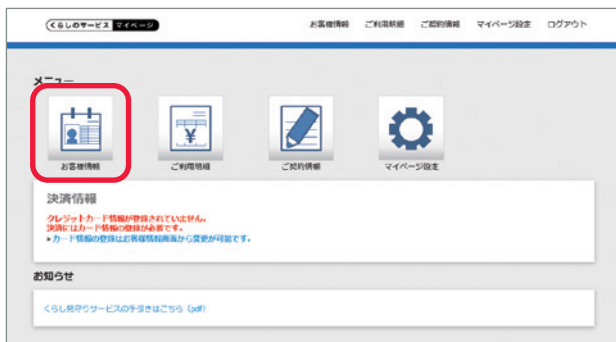 くらしのサービス マイページ
お客様情報 ご利用明細 ご契約情報 マイページ設定 ログアウト
メニュー
お客様情報 ご利用明細 ご契約情報 マイページ設定
決済情報
クレジットカード情報が登録されていません。
決済にはカード情報の登録が必要です。
▸カード情報の登録はお客様情報画面から変更が可能です。
お知らせ
くらし見守りサービスの手引きはこちら (pdf)